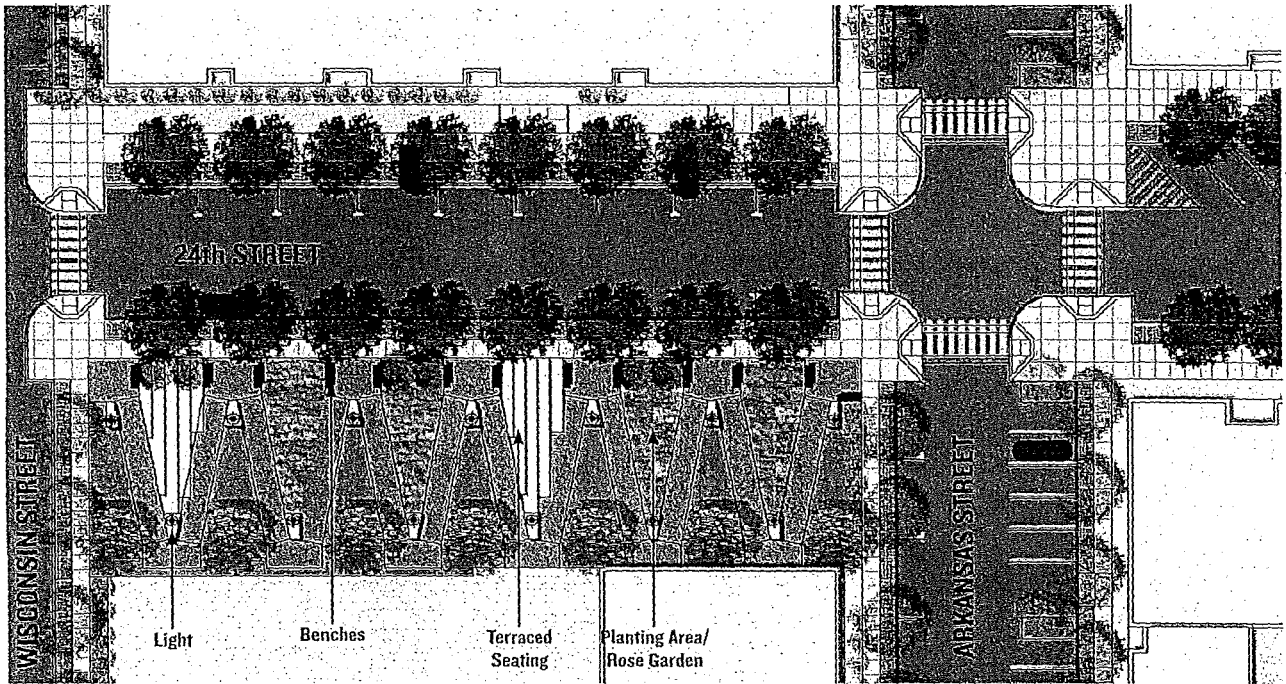 24th STREET
WISCONSIN STREET
ARKANSAS STREET
Light
Benches
Terraced
Seating
Planting Area/
Rose Garden